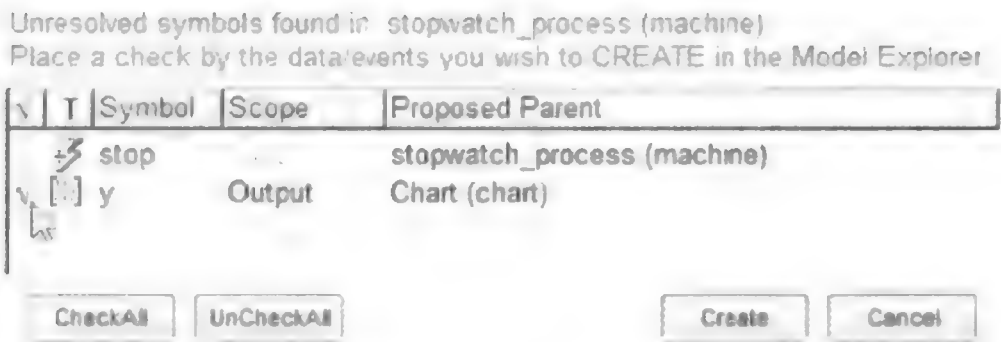 Unresolved symbols found in stopwatch_process (machine)
Place a check by the data/events you wish to CREATE in the Model Explorer
T Symbol Scope Proposed Parent
stop stopwatch_process (machine)
y Output Chart (chart)
CheckAll UnCheckAll Create Cancel